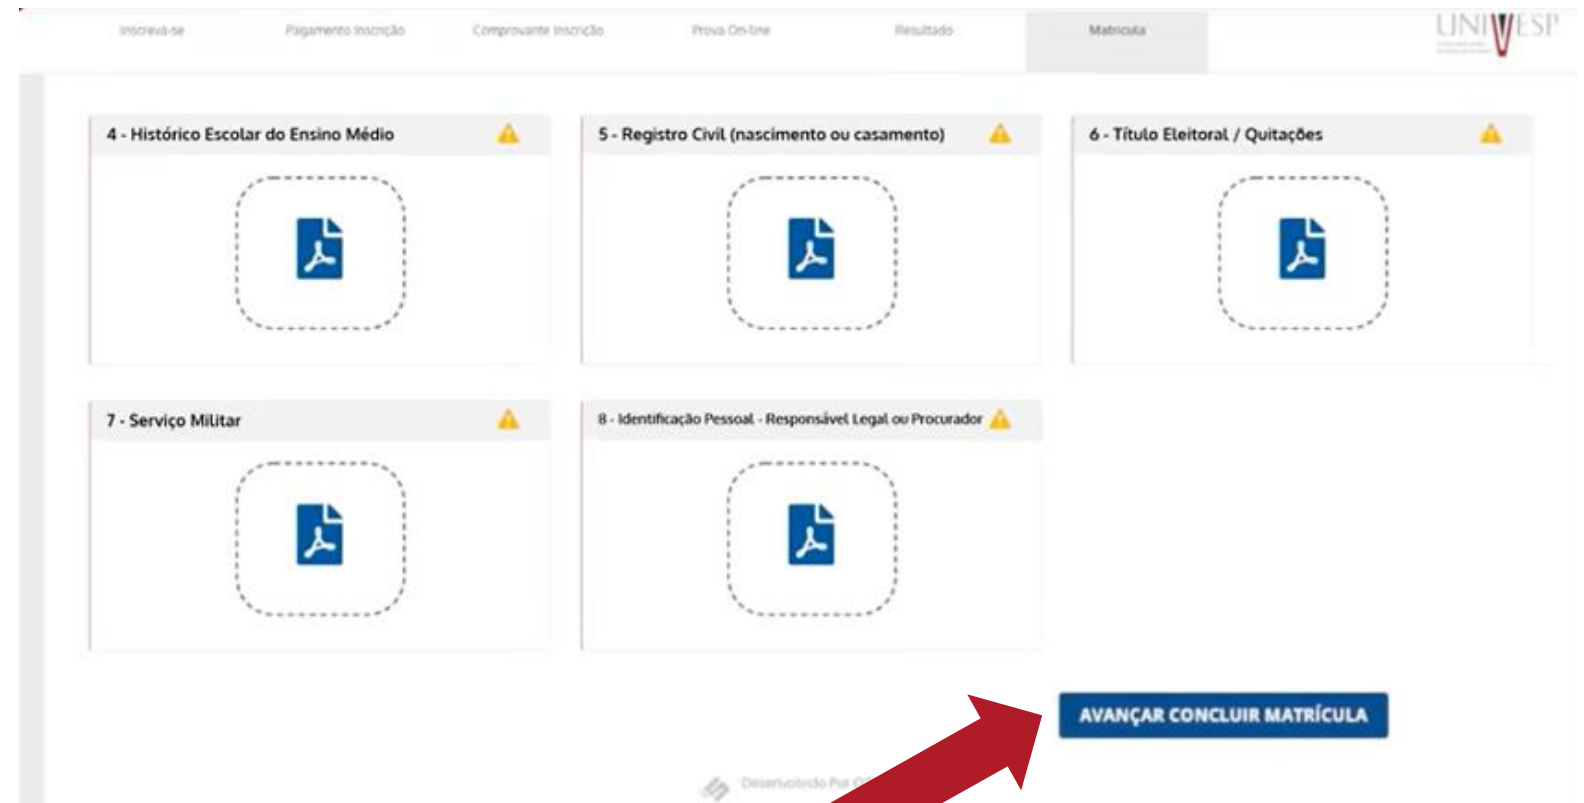 Inscreva-se
Pagamento Inscrição
Comprovante Inscrição
Prova On-line
Resultado
Matrícula
UNIVESP
4 - Histórico Escolar do Ensino Médio
5 - Registro Civil (nascimento ou casamento)
6 - Título Eleitoral / Quitações
7 - Serviço Militar
8 - Identificação Pessoal - Responsável Legal ou Procurador
AVANÇAR CONCLUIR MATRÍCULA
Desenvolvido Por